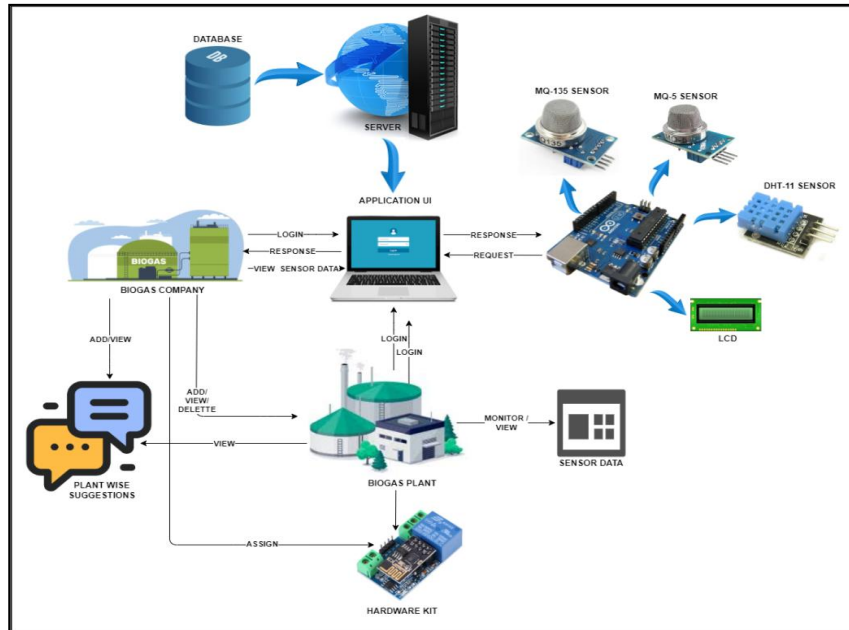 DATABASE
DB
SERVER
MQ-135 SENSOR
MQ-5 SENSOR
DHT-11 SENSOR
APPLICATION UI
LOGIN
RESPONSE
VIEW SENSOR DATA
RESPONSE
REQUEST
BIOGAS
BIOGAS COMPANY
LCD
ADD/VIEW
LOGIN
LOGIN
ADD/
VIEW/
DELETTE
MONITOR /
VIEW
VIEW
SENSOR DATA
PLANT WISE
SUGGESTIONS
BIOGAS PLANT
ASSIGN
HARDWARE KIT